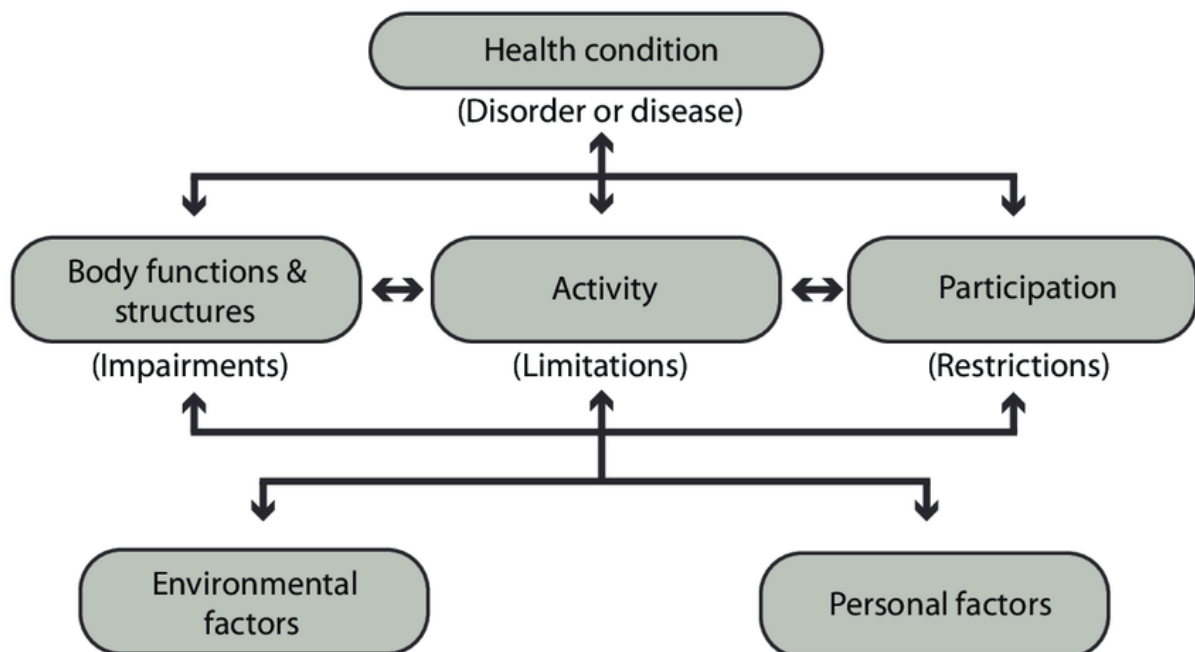 Health condition
(Disorder or disease)
Body functions &
structures
Activity
Participation
(Impairments)
(Limitations)
(Restrictions)
Environmental
factors
Personal factors